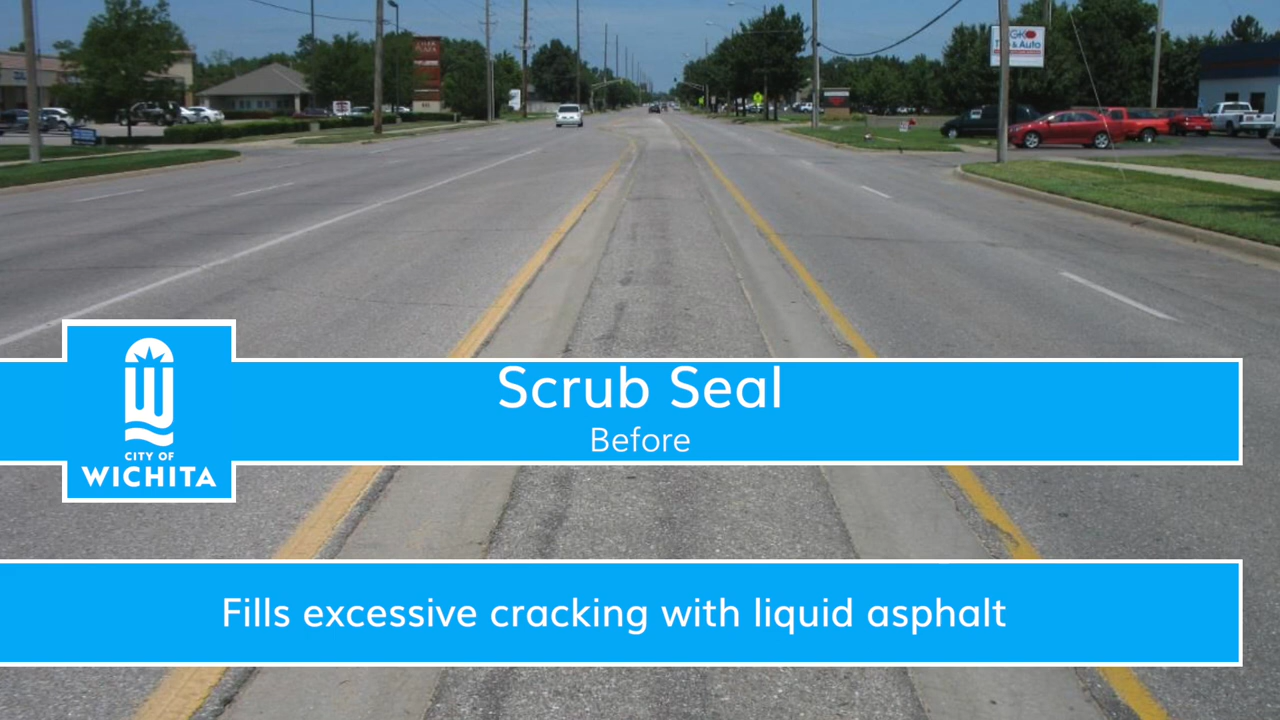 & Auto
Scrub Seal
Before
CITY OF
WICHITA
Fills excessive cracking with liquid asphalt